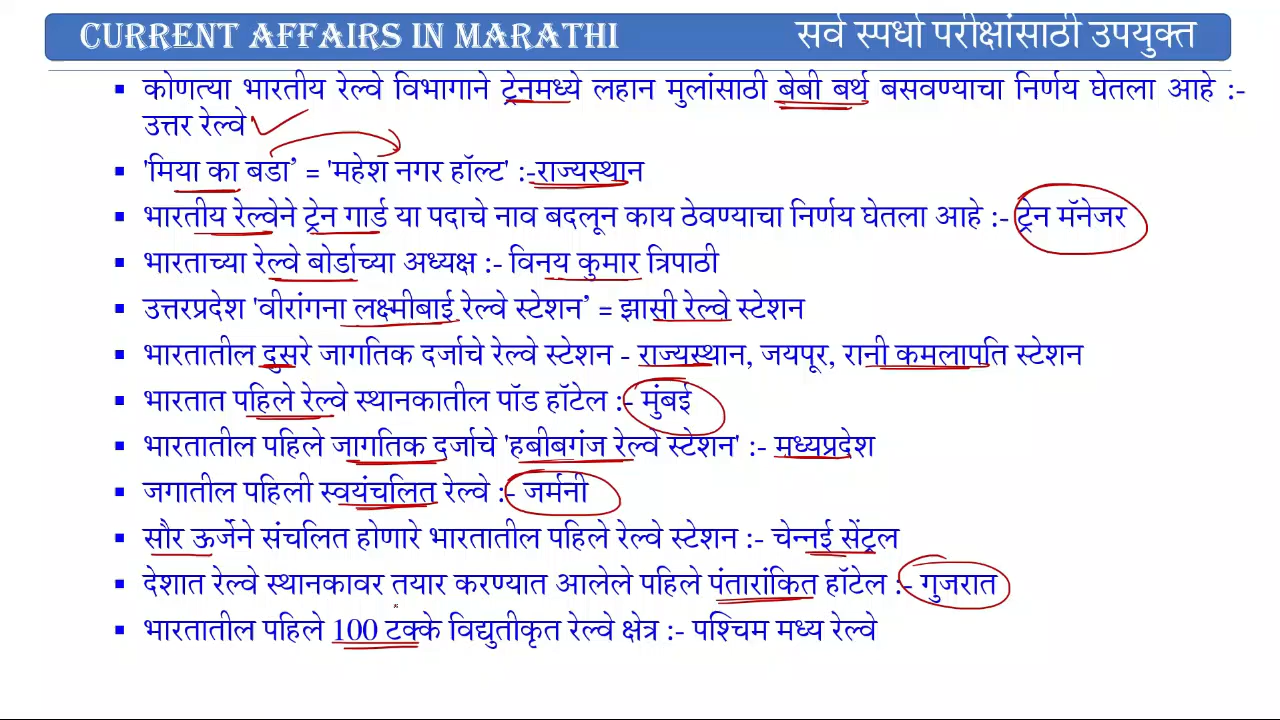 CURRENT AFFAIRS IN MARATHI
सर्व स्पर्धा परीक्षांसाठी उपयुक्त
▪ कोणत्या भारतीय रेल्वे विभागाने ट्रेनमध्ये लहान मुलांसाठी बेबी बर्थ बसवण्याचा निर्णय घेतला आहे :-
उत्तर रेल्वे
▪ 'मिया का बडा’ = 'महेश नगर हॉल्ट' :-राज्यस्थान
▪ भारतीय रेल्वेने ट्रेन गार्ड या पदाचे नाव बदलून काय ठेवण्याचा निर्णय घेतला आहे :- ट्रेन मॅनेजर
▪ भारताच्या रेल्वे बोर्डाच्या अध्यक्ष :- विनय कुमार त्रिपाठी
▪ उत्तरप्रदेश 'वीरांगना लक्ष्मीबाई रेल्वे स्टेशन’ = झासी रेल्वे स्टेशन
▪ भारतातील दुसरे जागतिक दर्जाचे रेल्वे स्टेशन - राज्यस्थान, जयपूर, रानी कमलापति स्टेशन
▪ भारतात पहिले रेल्वे स्थानकातील पॉड हॉटेल :- मुंबई
▪ भारतातील पहिले जागतिक दर्जाचे 'हबीबगंज रेल्वे स्टेशन' :- मध्यप्रदेश
▪ जगातील पहिली स्वयंचलित रेल्वे :- जर्मनी
▪ सौर ऊर्जेने संचलित होणारे भारतातील पहिले रेल्वे स्टेशन :- चेन्नई सेंट्रल
▪ देशात रेल्वे स्थानकावर तयार करण्यात आलेले पहिले पंतारांकित हॉटेल :- गुजरात
▪ भारतातील पहिले 100 टक्के विद्युतीकृत रेल्वे क्षेत्र :- पश्चिम मध्य रेल्वे